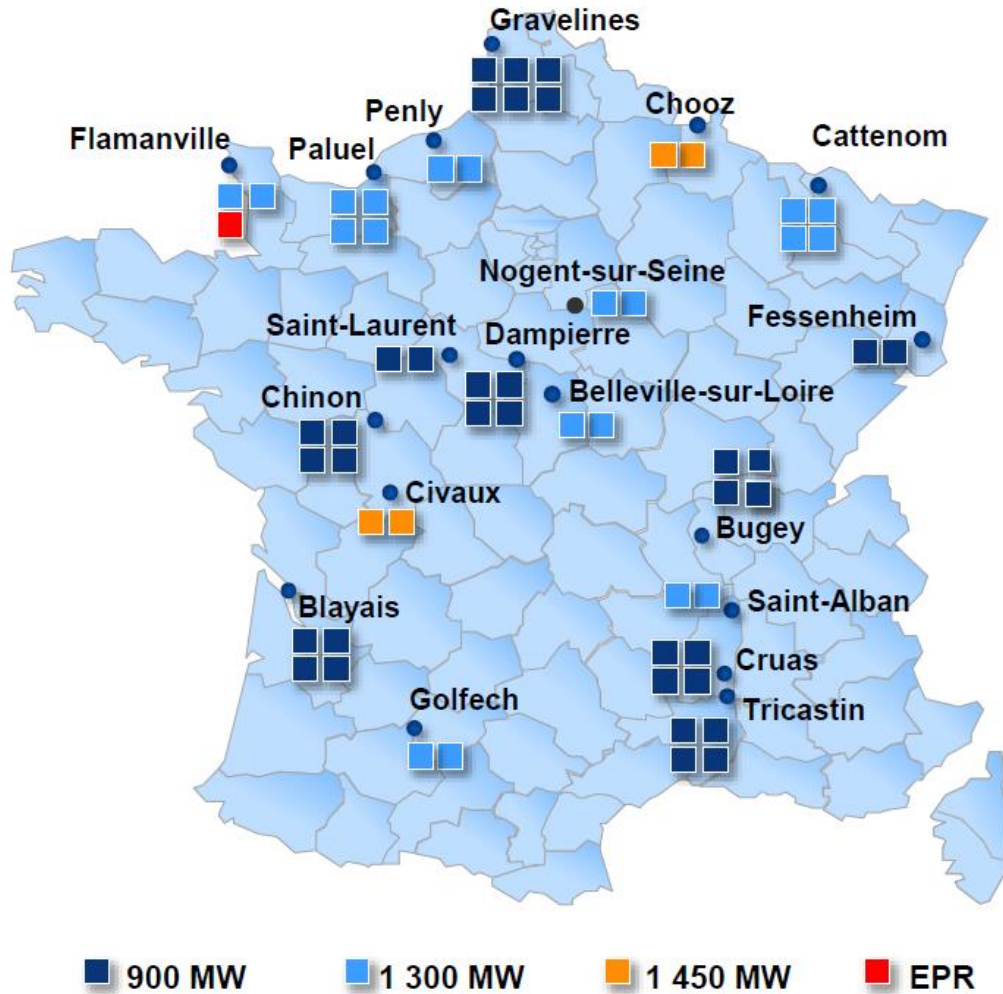 Gravelines
Penly
Chooz
Flamanville
Paluel
Cattenom
Nogent-sur-Seine
Saint-Laurent
Dampierre
Fessenheim
Chinon
Belleville-sur-Loire
Civaux
Bugey
Blayais
Saint-Alban
Cruas
Golfech
Tricastin
900 MW
1 300 MW
1 450 MW
EPR